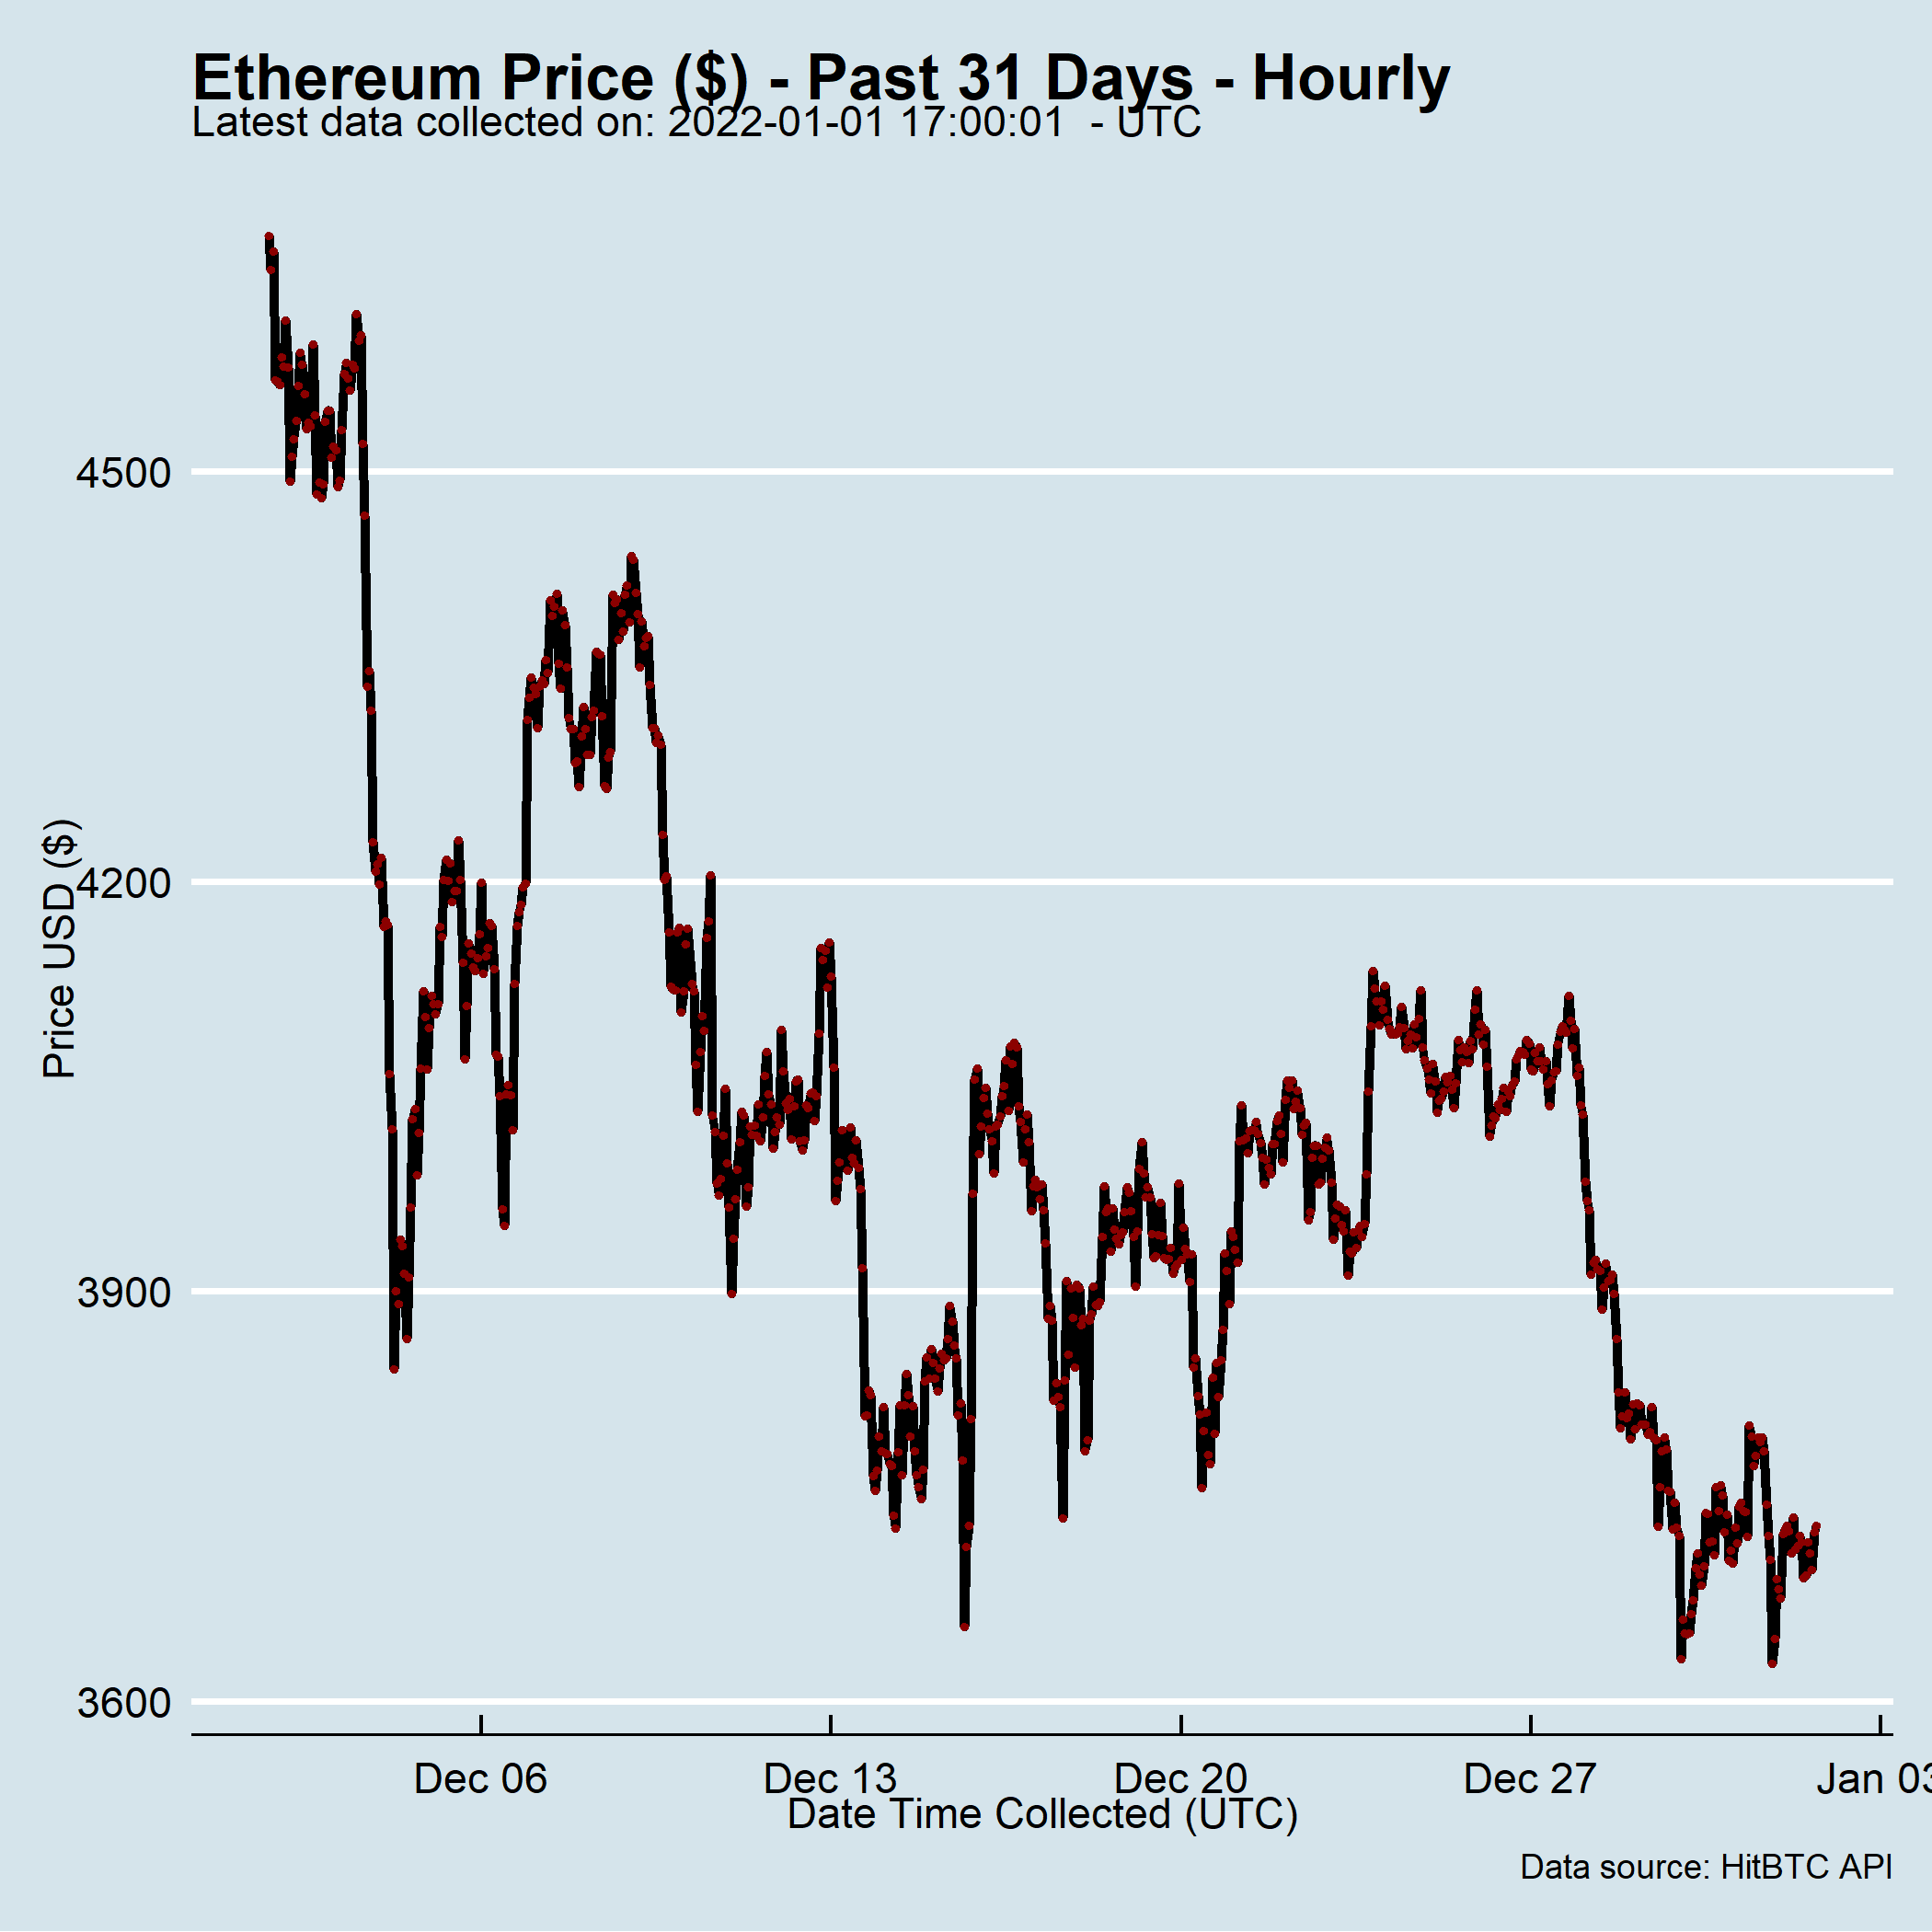 Ethereum Price ($) - Past 31 Days - Hourly
Latest data collected on: 2022-01-01 17:00:01  - UTC
4500
4200
3900
3600
Price USD ($)
Dec 06
Dec 13
Dec 20
Dec 27
Jan 03
Date Time Collected (UTC)
Data source: HitBTC API